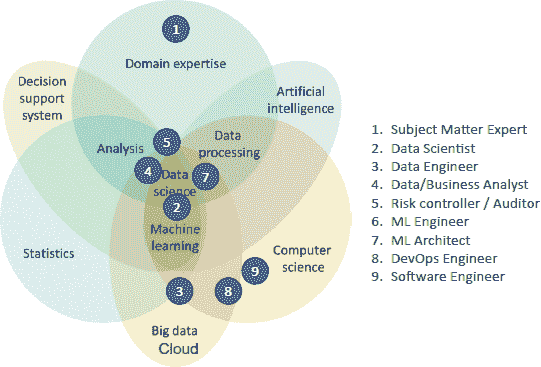 1
Domain expertise
Decision
support
system
Artificial
intelligence
5
Analysis
Data
processing
4
Data
science
7
2
Machine
learning
Statistics
Computer
science
9
3
8
Big data
Cloud
1. Subject Matter Expert
2. Data Scientist
3. Data Engineer
4. Data/Business Analyst
5. Risk controller / Auditor
6. ML Engineer
7. ML Architect
8. DevOps Engineer
9. Software Engineer